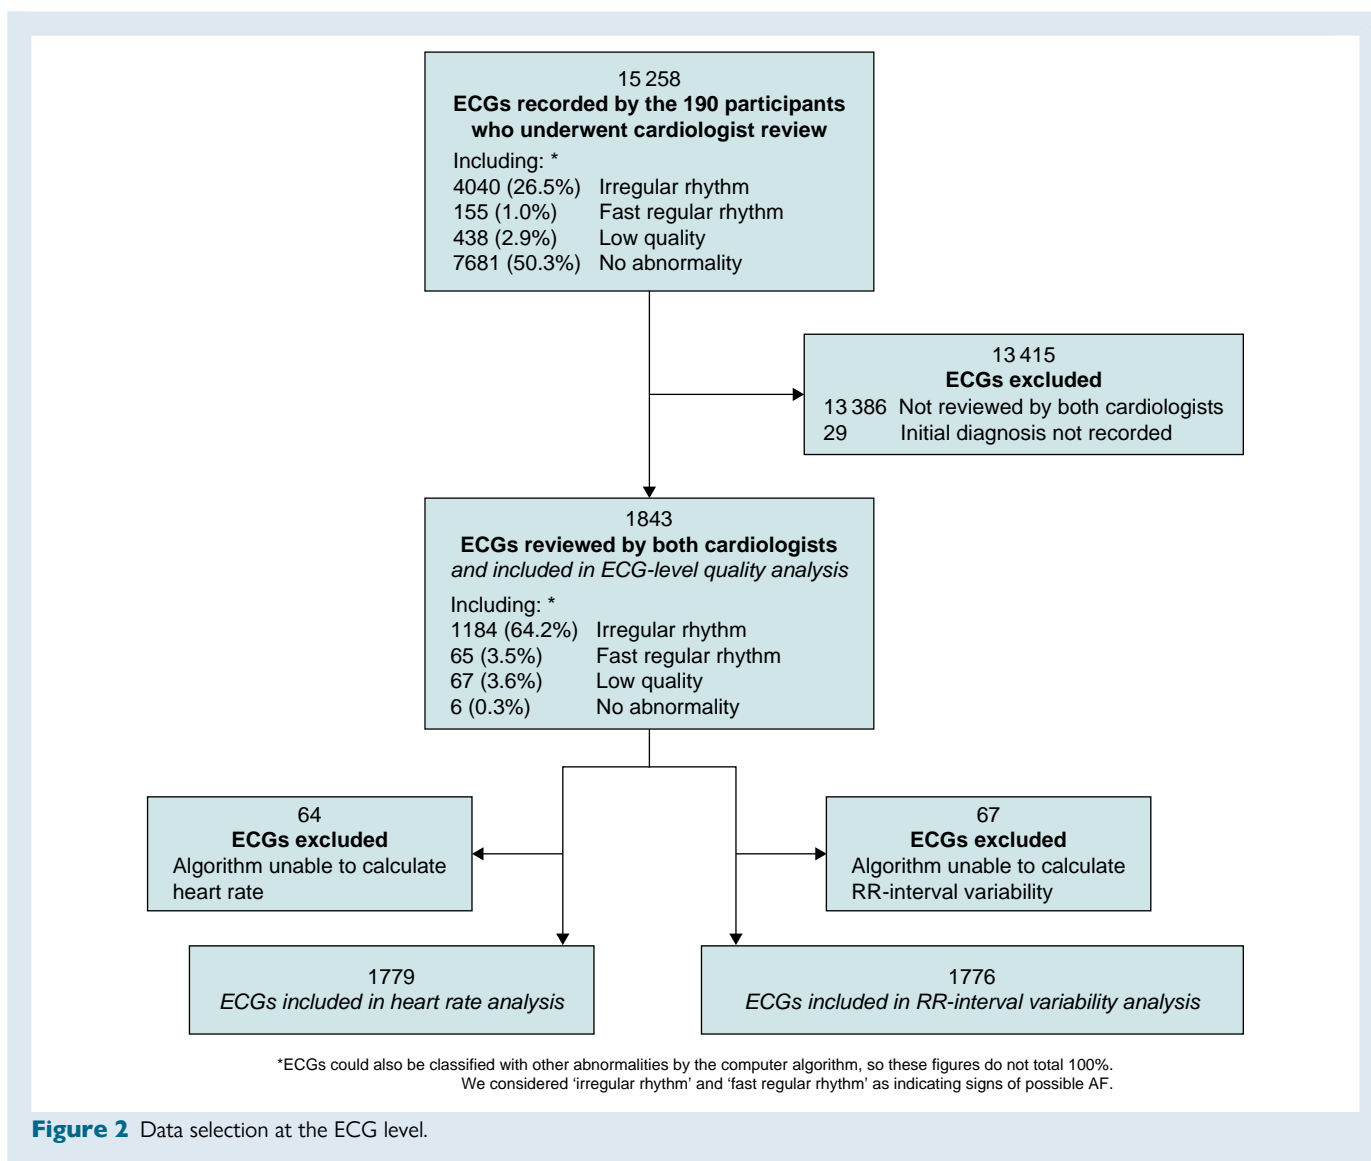 15 258
ECGs recorded by the 190 participants
who underwent cardiologist review
Including: *
4040 (26.5%) Irregular rhythm
155 (1.0%) Fast regular rhythm
438 (2.9%) Low quality
7681 (50.3%) No abnormality
13 415
ECGs excluded
13 386 Not reviewed by both cardiologists
29 Initial diagnosis not recorded
1843
ECGs reviewed by both cardiologists
and included in ECG-level quality analysis
Including: *
1184 (64.2%) Irregular rhythm
65 (3.5%) Fast regular rhythm
67 (3.6%) Low quality
6 (0.3%) No abnormality
64
ECGs excluded
Algorithm unable to calculate
heart rate
67
ECGs excluded
Algorithm unable to calculate
RR-interval variability
1779
ECGs included in heart rate analysis
1776
ECGs included in RR-interval variability analysis
*ECGs could also be classified with other abnormalities by the computer algorithm, so these figures do not total 100%.
We considered ‘irregular rhythm’ and ‘fast regular rhythm’ as indicating signs of possible AF.
Figure 2 Data selection at the ECG level.